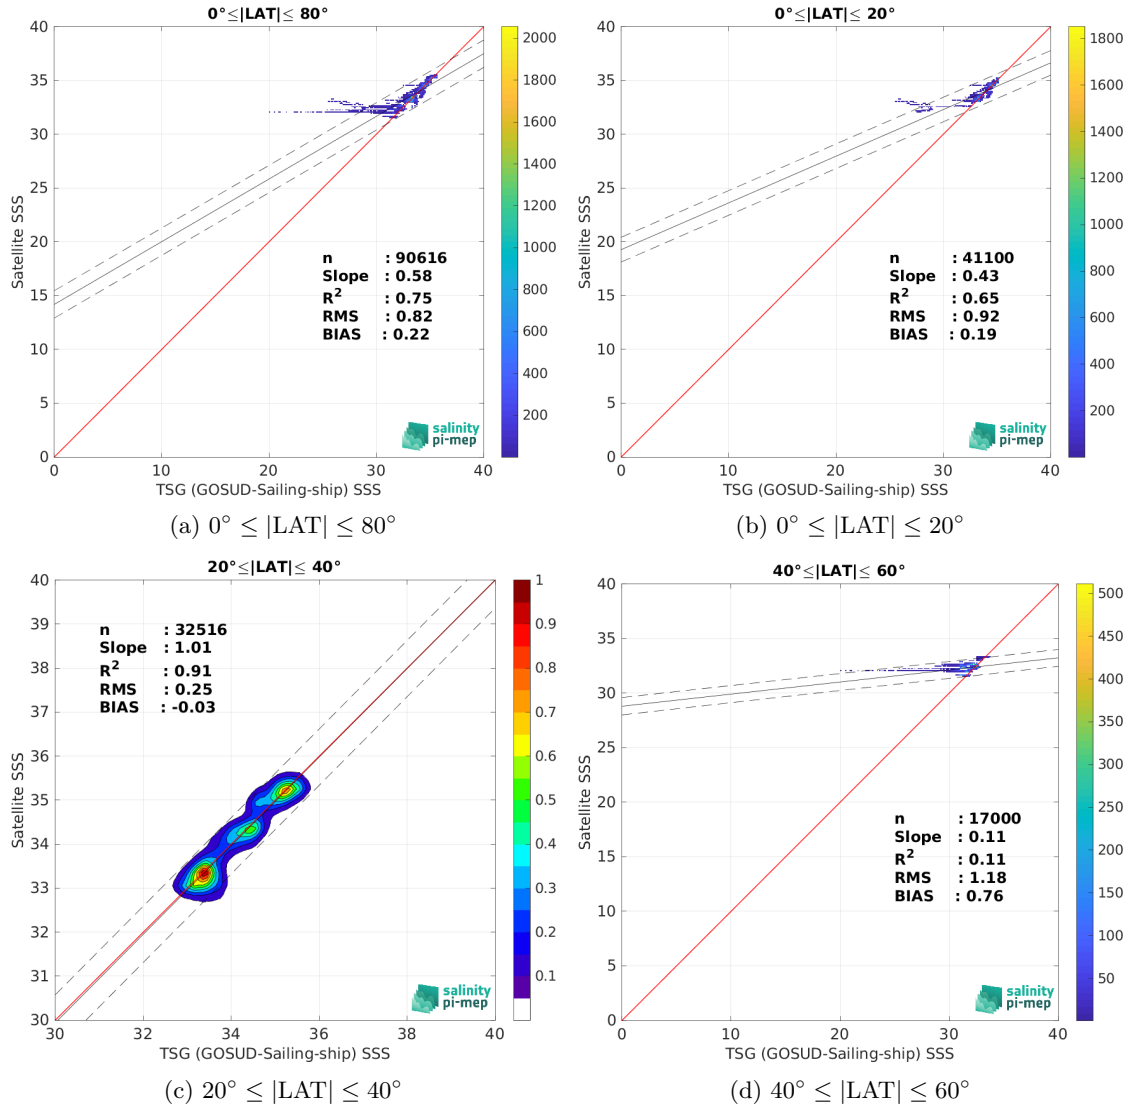 0°≤|LAT|≤ 80°
Satellite SSS
40
35
30
25
20
15
10
5
0
0 10 20 30 40
TSG (GOSUD-Sailing-ship) SSS
n : 90616
Slope : 0.58
R² : 0.75
RMS : 0.82
BIAS : 0.22
salinity
pi-mep
2000
1800
1600
1400
1200
1000
800
600
400
200
(a) 0° ≤ |LAT| ≤ 80°
0°≤|LAT|≤ 20°
Satellite SSS
40
35
30
25
20
15
10
5
0
0 10 20 30 40
TSG (GOSUD-Sailing-ship) SSS
n : 41100
Slope : 0.43
R² : 0.65
RMS : 0.92
BIAS : 0.19
salinity
pi-mep
1800
1600
1400
1200
1000
800
600
400
200
(b) 0° ≤ |LAT| ≤ 20°
20°≤|LAT|≤ 40°
Satellite SSS
40
39
38
37
36
35
34
33
32
31
30
30 32 34 36 38 40
TSG (GOSUD-Sailing-ship) SSS
n : 32516
Slope : 1.01
R² : 0.91
RMS : 0.25
BIAS : -0.03
salinity
pi-mep
1
0.9
0.8
0.7
0.6
0.5
0.4
0.3
0.2
0.1
(c) 20° ≤ |LAT| ≤ 40°
40°≤|LAT|≤ 60°
Satellite SSS
40
35
30
25
20
15
10
5
0
0 10 20 30 40
TSG (GOSUD-Sailing-ship) SSS
n : 17000
Slope : 0.11
R² : 0.11
RMS : 1.18
BIAS : 0.76
salinity
pi-mep
500
450
400
350
300
250
200
150
100
50
(d) 40° ≤ |LAT| ≤ 60°